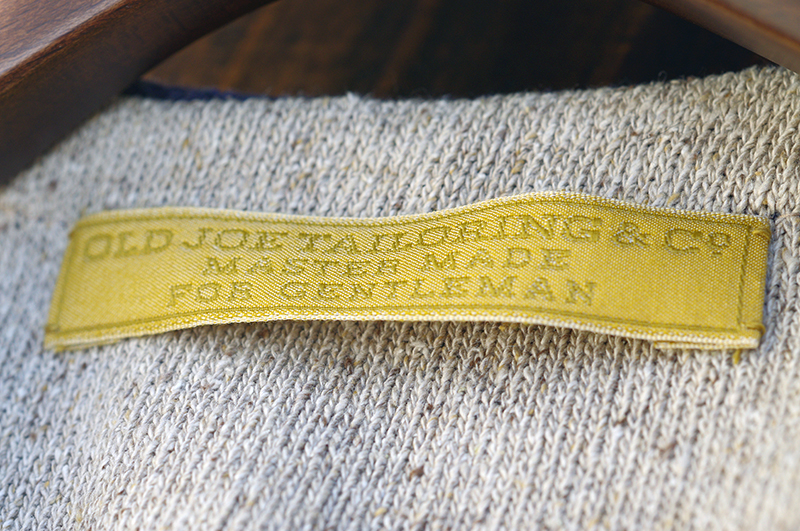 OLD JOE TAILORING & Co
MASTER MADE
FOR GENTLEMAN